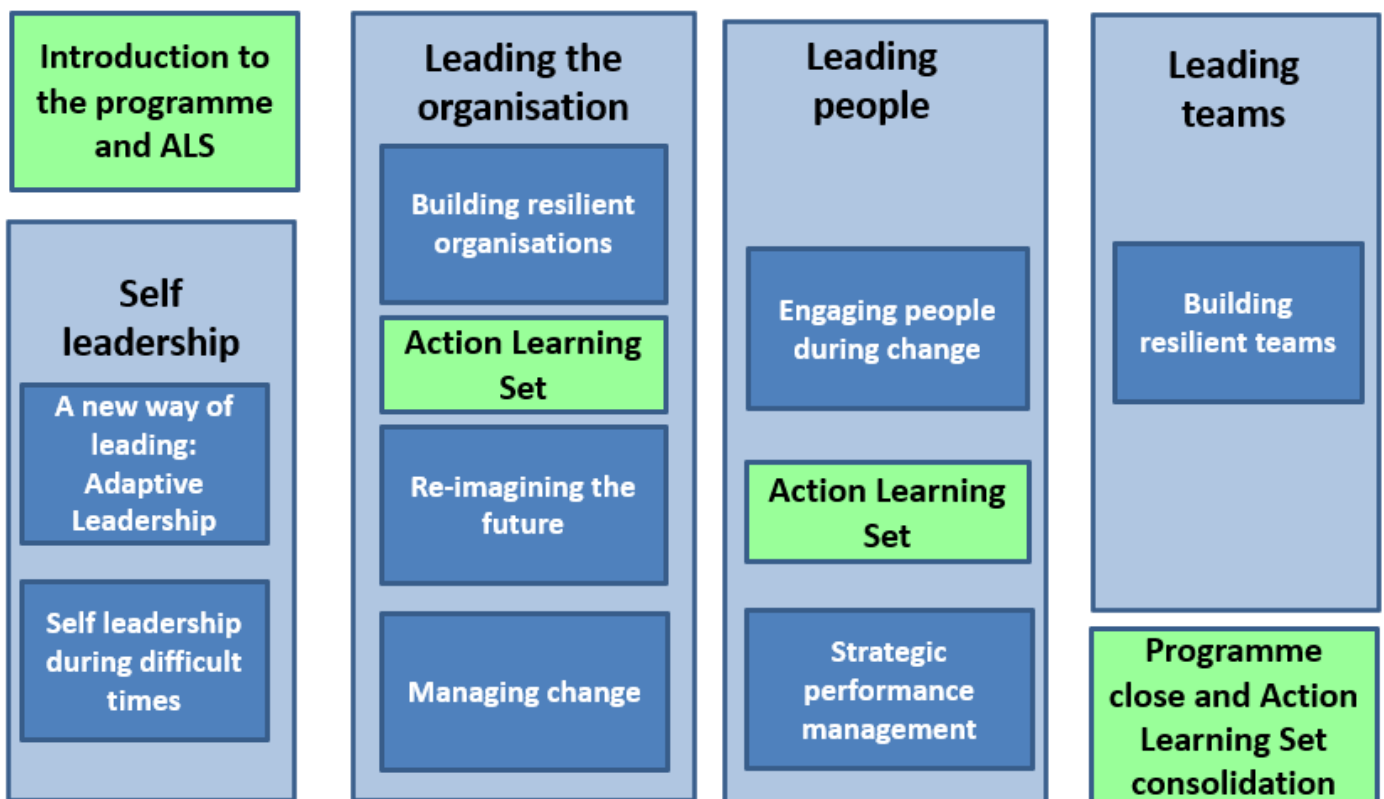 Introduction to
the programme
and ALS
Self
leadership
A new way of
leading:
Adaptive
Leadership
Self leadership
during difficult
times
Leading the
organisation
Building resilient
organisations
Action Learning
Set
Re-imagining the
future
Managing change
Leading
people
Engaging people
during change
Action Learning
Set
Strategic
performance
management
Leading
teams
Building
resilient teams
Programme
close and Action
Learning Set
consolidation